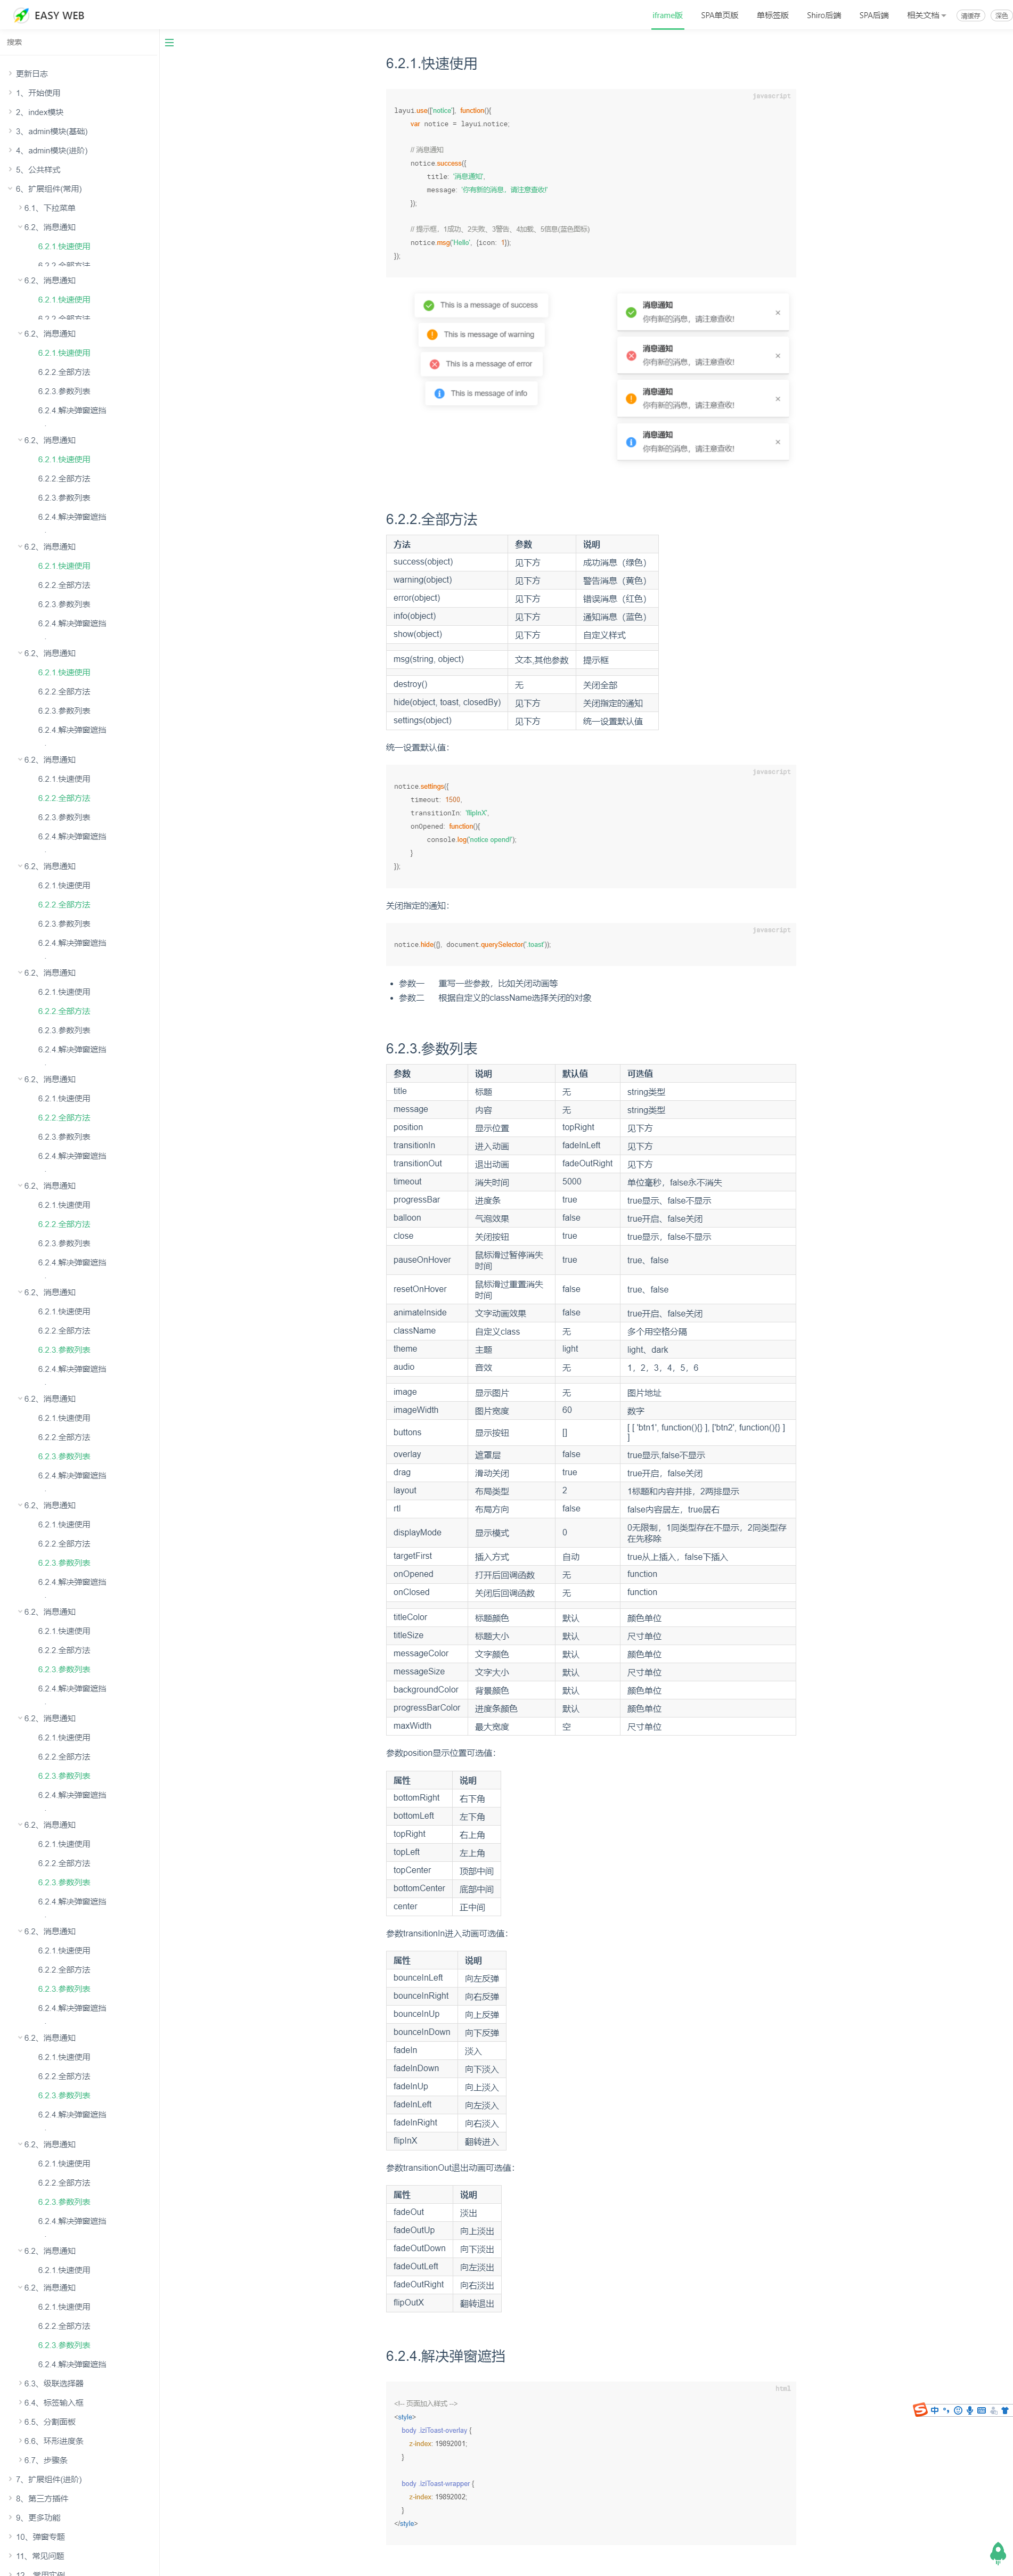 EASY WEB
iframe版 SPA单页版 单标签版 Shiro后端 SPA后端 相关文档 清缓存 深色
搜索
更新日志
1、开始使用
2、index模块
3、admin模块(基础)
4、admin模块(进阶)
5、公共样式
6、扩展组件(常用)
6.1、下拉菜单
6.2、消息通知
6.2.1.快速使用
6.2.2.全部方法
6.2、消息通知
6.2.1.快速使用
6.2.2.全部方法
6.2、消息通知
6.2.1.快速使用
6.2.2.全部方法
6.2.3.参数列表
6.2.4.解决弹窗遮挡
6.2、消息通知
6.2.1.快速使用
6.2.2.全部方法
6.2.3.参数列表
6.2.4.解决弹窗遮挡
6.2、消息通知
6.2.1.快速使用
6.2.2.全部方法
6.2.3.参数列表
6.2.4.解决弹窗遮挡
6.2、消息通知
6.2.1.快速使用
6.2.2.全部方法
6.2.3.参数列表
6.2.4.解决弹窗遮挡
6.2、消息通知
6.2.1.快速使用
6.2.2.全部方法
6.2.3.参数列表
6.2.4.解决弹窗遮挡
6.2、消息通知
6.2.1.快速使用
6.2.2.全部方法
6.2.3.参数列表
6.2.4.解决弹窗遮挡
6.2、消息通知
6.2.1.快速使用
6.2.2.全部方法
6.2.3.参数列表
6.2.4.解决弹窗遮挡
6.2、消息通知
6.2.1.快速使用
6.2.2.全部方法
6.2.3.参数列表
6.2.4.解决弹窗遮挡
6.2、消息通知
6.2.1.快速使用
6.2.2.全部方法
6.2.3.参数列表
6.2.4.解决弹窗遮挡
6.2、消息通知
6.2.1.快速使用
6.2.2.全部方法
6.2.3.参数列表
6.2.4.解决弹窗遮挡
6.2、消息通知
6.2.1.快速使用
6.2.2.全部方法
6.2.3.参数列表
6.2.4.解决弹窗遮挡
6.2、消息通知
6.2.1.快速使用
6.2.2.全部方法
6.2.3.参数列表
6.2.4.解决弹窗遮挡
6.2、消息通知
6.2.1.快速使用
6.2.2.全部方法
6.2.3.参数列表
6.2.4.解决弹窗遮挡
6.2、消息通知
6.2.1.快速使用
6.2.2.全部方法
6.2.3.参数列表
6.2.4.解决弹窗遮挡
6.2、消息通知
6.2.1.快速使用
6.2.2.全部方法
6.2.3.参数列表
6.2.4.解决弹窗遮挡
6.2、消息通知
6.2.1.快速使用
6.2.2.全部方法
6.2.3.参数列表
6.2.4.解决弹窗遮挡
6.2、消息通知
6.2.1.快速使用
6.2.2.全部方法
6.2.3.参数列表
6.2.4.解决弹窗遮挡
6.2、消息通知
6.2.1.快速使用
6.2.2.全部方法
6.2.3.参数列表
6.2.4.解决弹窗遮挡
6.2、消息通知
6.2.1.快速使用
6.2、消息通知
6.2.1.快速使用
6.2.2.全部方法
6.2.3.参数列表
6.2.4.解决弹窗遮挡
6.3、级联选择器
6.4、标签输入框
6.5、分割面板
6.6、环形进度条
6.7、步骤条
7、扩展组件(进阶)
8、第三方插件
9、更多功能
10、弹窗专题
11、常见问题
12、常用实例
6.2.1.快速使用
javascript
layui.use(['notice'], function(){
var notice = layui.notice;
// 消息通知
notice.success({
title: '消息通知',
message: '你有新的消息，请注意查收!'
});
// 提示框，1成功、2失败、3警告、4加载、5信息(蓝色图标)
notice.msg('Hello', {icon: 1});
});
This is a message of success
This is message of warning
This is a message of error
This is message of info
消息通知
你有新的消息，请注意查收!
消息通知
你有新的消息，请注意查收!
消息通知
你有新的消息，请注意查收!
消息通知
你有新的消息，请注意查收!
6.2.2.全部方法
方法 参数 说明
success(object) 见下方 成功消息（绿色）
warning(object) 见下方 警告消息（黄色）
error(object) 见下方 错误消息（红色）
info(object) 见下方 通知消息（蓝色）
show(object) 见下方 自定义样式
msg(string, object) 文本,其他参数 提示框
destroy() 无 关闭全部
hide(object, toast, closedBy) 见下方 关闭指定的通知
settings(object) 见下方 统一设置默认值
统一设置默认值：
javascript
notice.settings({
timeout: 1500,
transitionIn: 'flipInX',
onOpened: function(){
console.log('notice opend!');
}
});
关闭指定的通知：
javascript
notice.hide({}, document.querySelector('.toast'));
• 参数一 重写一些参数，比如关闭动画等
• 参数二 根据自定义的className选择关闭的对象
6.2.3.参数列表
参数 说明 默认值 可选值
title 标题 无 string类型
message 内容 无 string类型
position 显示位置 topRight 见下方
transitionIn 进入动画 fadeInLeft 见下方
transitionOut 退出动画 fadeOutRight 见下方
timeout 消失时间 5000 单位毫秒，false永不消失
progressBar 进度条 true true显示、false不显示
balloon 气泡效果 false true开启、false关闭
close 关闭按钮 true true显示，false不显示
pauseOnHover 鼠标滑过暂停消失时间 true true、false
resetOnHover 鼠标滑过重置消失时间 false true、false
animateInside 文字动画效果 false true开启、false关闭
className 自定义class 无 多个用空格分隔
theme 主题 light light、dark
audio 音效 无 1，2，3，4，5，6
image 显示图片 无 图片地址
imageWidth 图片宽度 60 数字
buttons 显示按钮 [] [ [ 'btn1', function(){} ], ['btn2', function(){} ] ]
overlay 遮罩层 false true显示,false不显示
drag 滑动关闭 true true开启，false关闭
layout 布局类型 2 1标题和内容并排，2两排显示
rtl 布局方向 false false内容居左，true居右
displayMode 显示模式 0 0无限制，1同类型存在不显示，2同类型存在先移除
targetFirst 插入方式 自动 true从上插入，false下插入
onOpened 打开后回调函数 无 function
onClosed 关闭后回调函数 无 function
titleColor 标题颜色 默认 颜色单位
titleSize 标题大小 默认 尺寸单位
messageColor 文字颜色 默认 颜色单位
messageSize 文字大小 默认 尺寸单位
backgroundColor 背景颜色 默认 颜色单位
progressBarColor 进度条颜色 默认 颜色单位
maxWidth 最大宽度 空 尺寸单位
参数position显示位置可选值：
属性 说明
bottomRight 右下角
bottomLeft 左下角
topRight 右上角
topLeft 左上角
topCenter 顶部中间
bottomCenter 底部中间
center 正中间
参数transitionIn进入动画可选值：
属性 说明
bounceInLeft 向左反弹
bounceInRight 向右反弹
bounceInUp 向上反弹
bounceInDown 向下反弹
fadeIn 淡入
fadeInDown 向下淡入
fadeInUp 向上淡入
fadeInLeft 向左淡入
fadeInRight 向右淡入
flipInX 翻转进入
参数transitionOut退出动画可选值：
属性 说明
fadeOut 淡出
fadeOutUp 向上淡出
fadeOutDown 向下淡出
fadeOutLeft 向左淡出
fadeOutRight 向右淡出
flipOutX 翻转退出
6.2.4.解决弹窗遮挡
html
<!-- 页面加入样式 -->
<style>
body .iziToast-overlay {
z-index: 19892001;
}
body .iziToast-wrapper {
z-index: 19892002;
}
</style>
中